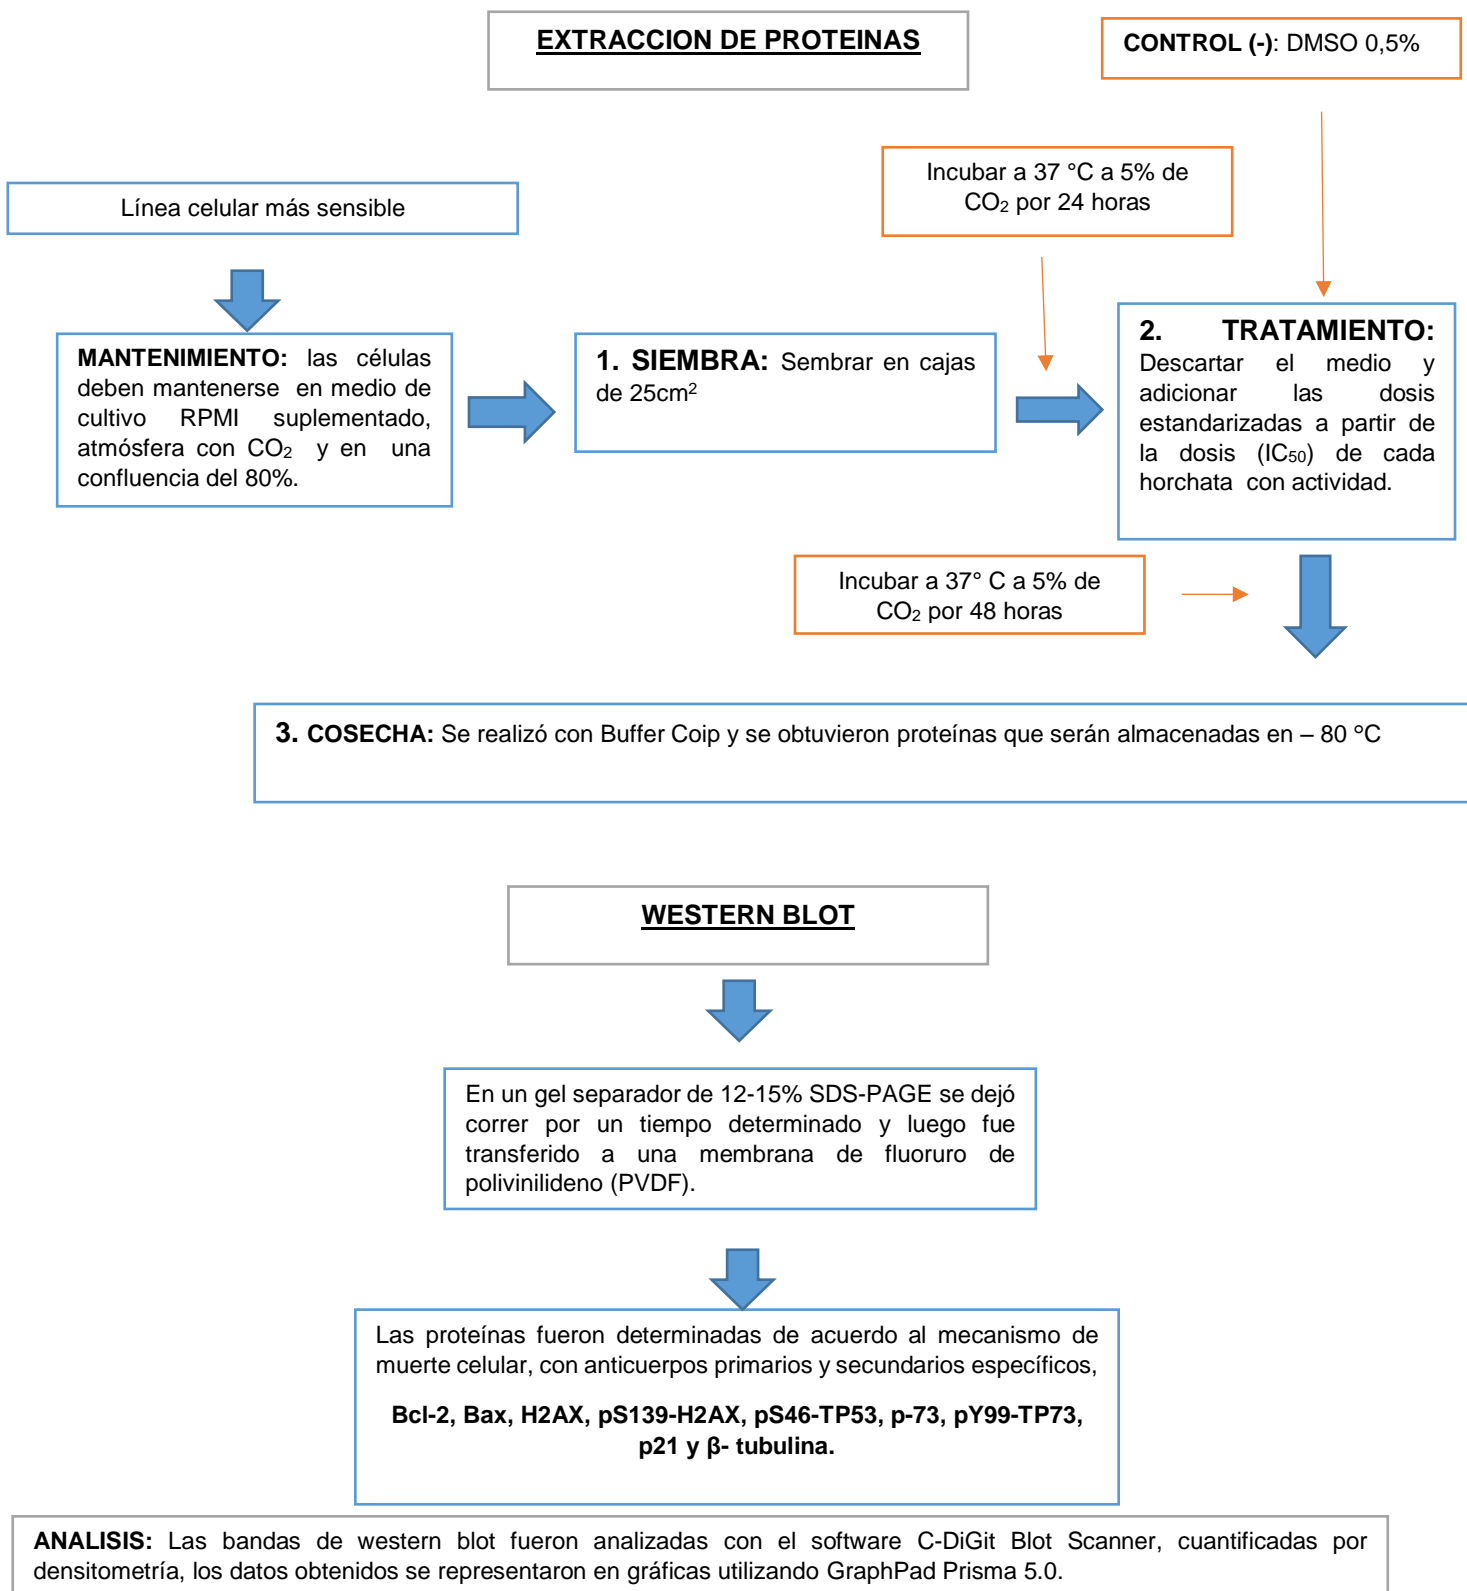 EXTRACCION DE PROTEINAS
CONTROL (-): DMSO 0,5%
Incubar a 37 °C a 5% de
CO₂ por 24 horas
Línea celular más sensible
MANTENIMIENTO: las células
deben mantenerse en medio de
cultivo RPMI suplementado,
atmósfera con CO₂ y en una
confluencia del 80%.
1. SIEMBRA: Sembrar en cajas
de 25cm²
2. TRATAMIENTO:
Descartar el medio y
adicionar las dosis
estandarizadas a partir de
la dosis (IC₅₀) de cada
horchata con actividad.
Incubar a 37° C a 5% de
CO₂ por 48 horas
3. COSECHA: Se realizó con Buffer Coip y se obtuvieron proteínas que serán almacenadas en – 80 ºC
WESTERN BLOT
En un gel separador de 12-15% SDS-PAGE se dejó
correr por un tiempo determinado y luego fue
transferido a una membrana de fluoruro de
polivinilideno (PVDF).
Las proteínas fueron determinadas de acuerdo al mecanismo de
muerte celular, con anticuerpos primarios y secundarios específicos,
Bcl-2, Bax, H2AX, pS139-H2AX, pS46-TP53, p-73, pY99-TP73,
p21 y β- tubulina.
ANALISIS: Las bandas de western blot fueron analizadas con el software C-DiGit Blot Scanner, cuantificadas por
densitometría, los datos obtenidos se representaron en gráficas utilizando GraphPad Prisma 5.0.